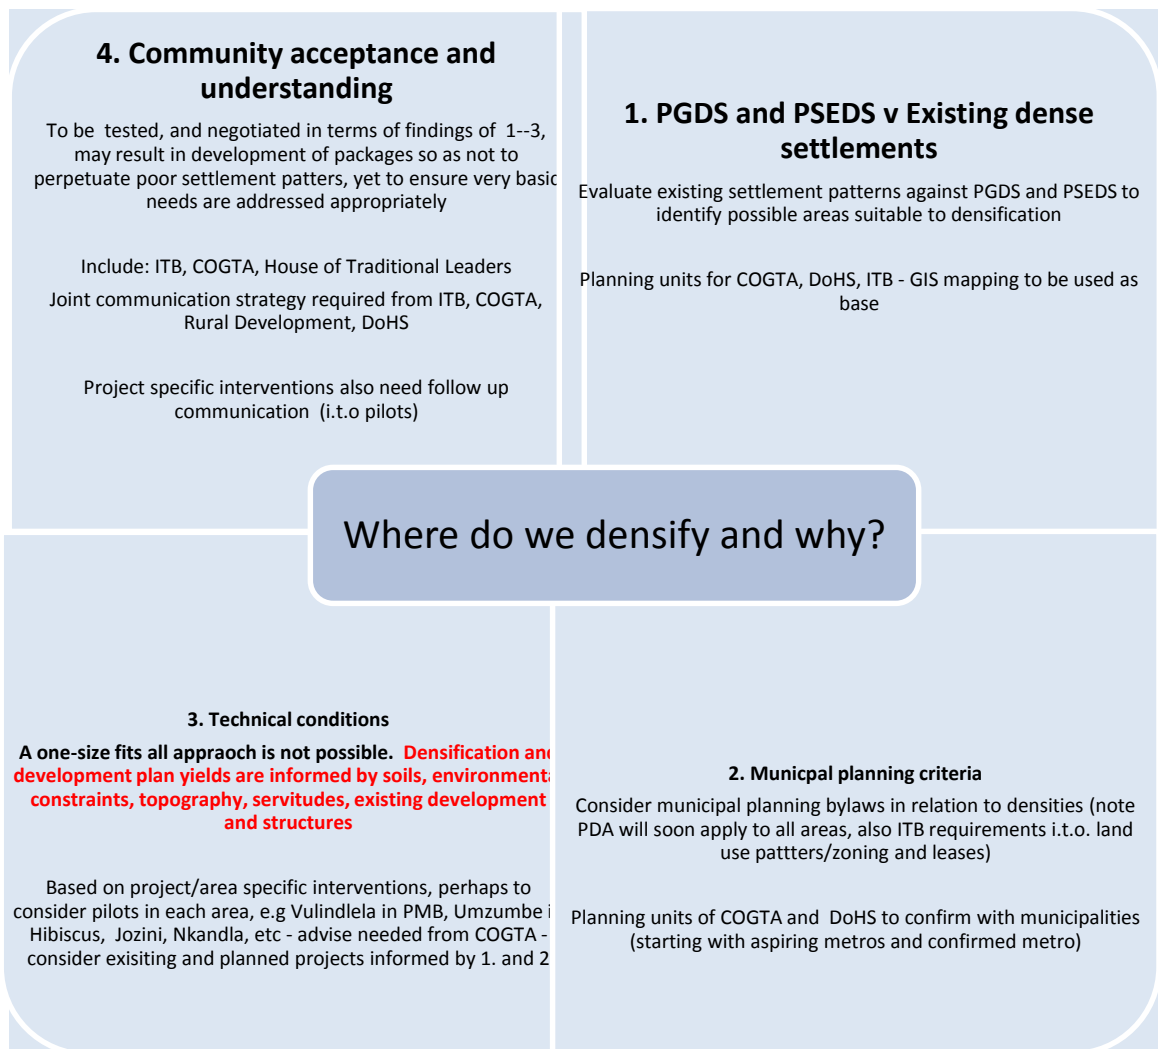 4. Community acceptance and
understanding
To be tested, and negotiated in terms of findings of 1--3,
may result in development of packages so as not to
perpetuate poor settlement patters, yet to ensure very basic
needs are addressed appropriately
Include: ITB, COGTA, House of Traditional Leaders
Joint communication strategy required from ITB, COGTA,
Rural Development, DoHS
Project specific interventions also need follow up
communication (i.t.o pilots)
1. PGDS and PSEDS v Existing dense
settlements
Evaluate existing settlement patterns against PGDS and PSEDS to
identify possible areas suitable to densification
Planning units for COGTA, DoHS, ITB - GIS mapping to be used as
base
Where do we densify and why?
3. Technical conditions
A one-size fits all appraoch is not possible. Densification and
development plan yields are informed by soils, environmenta
constraints, topography, servitudes, existing development
and structures
Based on project/area specific interventions, perhaps to
consider pilots in each area, e.g Vulindlela in PMB, Umzumbe i
Hibiscus, Jozini, Nkandla, etc - advise needed from COGTA -
consider exisiting and planned projects informed by 1. and 2
2. Municpal planning criteria
Consider municipal planning bylaws in relation to densities (note
PDA will soon apply to all areas, also ITB requirements i.t.o. land
use pattters/zoning and leases)
Planning units of COGTA and DoHS to confirm with municipalities
(starting with aspiring metros and confirmed metro)